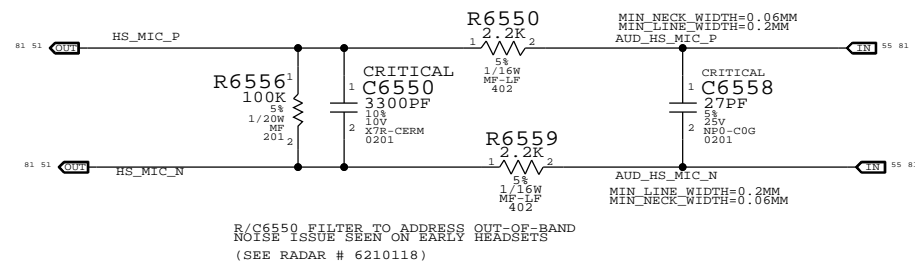 R6550
2.2K
1 2
5%
1/16W
MF-LF
402
MIN_NECK_WIDTH=0.06MM
MIN_LINE_WIDTH=0.2MM
AUD_HS_MIC_P
81 51 OUT HS_MIC_P
IN 55 81
R6556
100K
5%
1/20W
MF
201
1
2
CRITICAL
C6550
3300PF
10%
10V
X7R-CERM
0201
1
2
CRITICAL
C6558
27PF
5%
25V
NP0-C0G
0201
1
2
R6559
2.2K
1 2
5%
1/16W
MF-LF
402
81 51 OUT HS_MIC_N
IN 55 81
AUD_HS_MIC_N
MIN_LINE_WIDTH=0.2MM
MIN_NECK_WIDTH=0.06MM
R/C6550 FILTER TO ADDRESS OUT-OF-BAND
NOISE ISSUE SEEN ON EARLY HEADSETS
(SEE RADAR # 6210118)